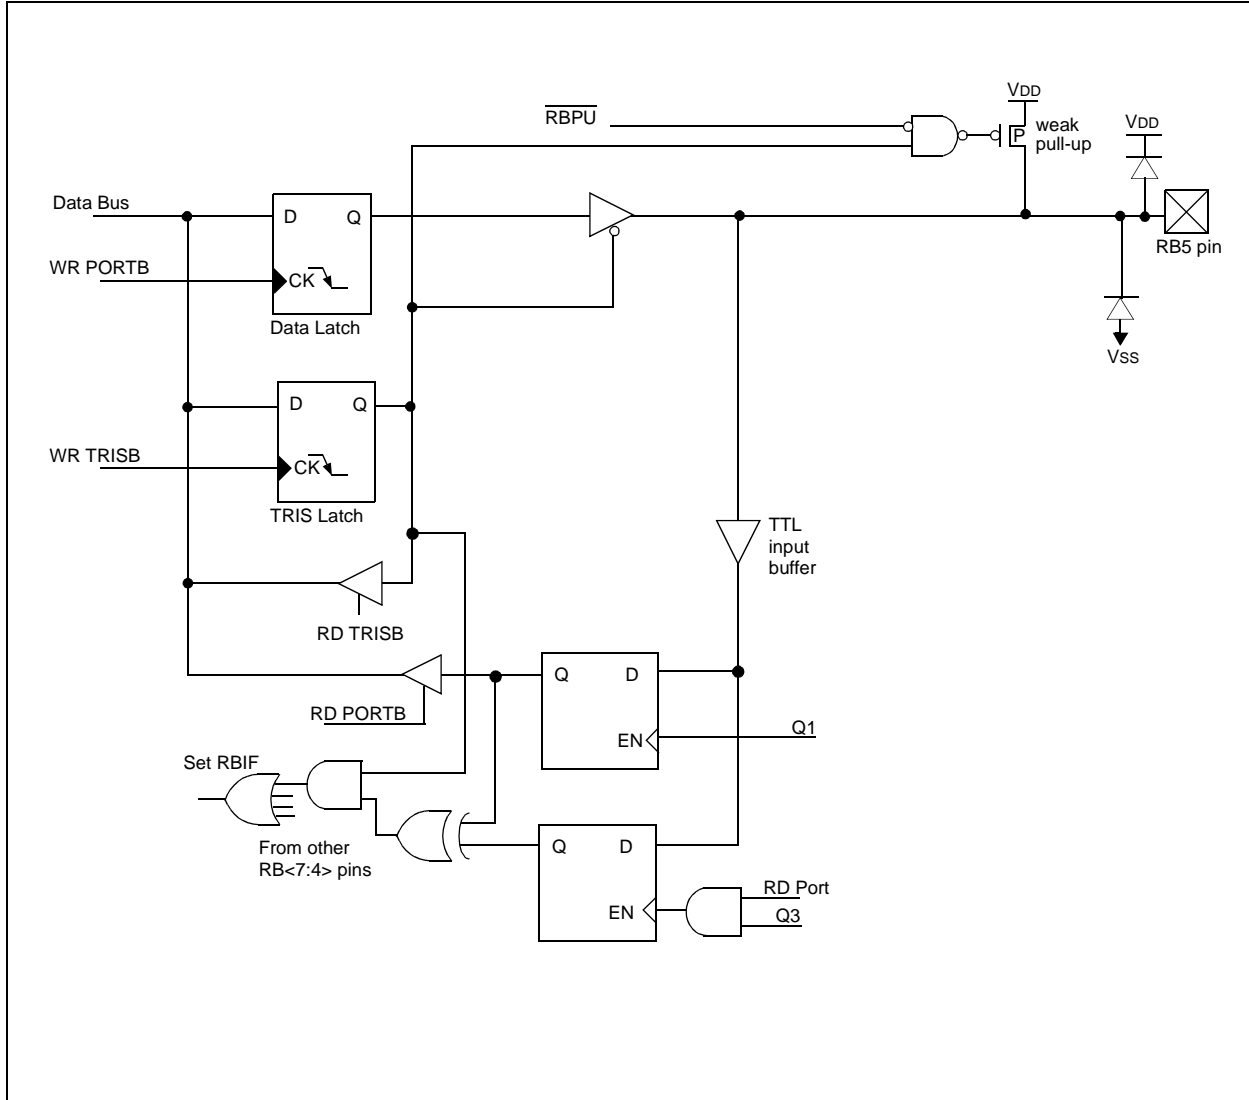 VDD
RBPU
P
weak
pull-up
VDD
Data Bus
D
Q
RB5 pin
WR PORTB
CK
Data Latch
VSS
D
Q
WR TRISB
CK
TRIS Latch
TTL
input
buffer
RD TRISB
Q
D
RD PORTB
EN
Q1
Set RBIF
From other
RB<7:4> pins
Q
D
RD Port
EN
Q3